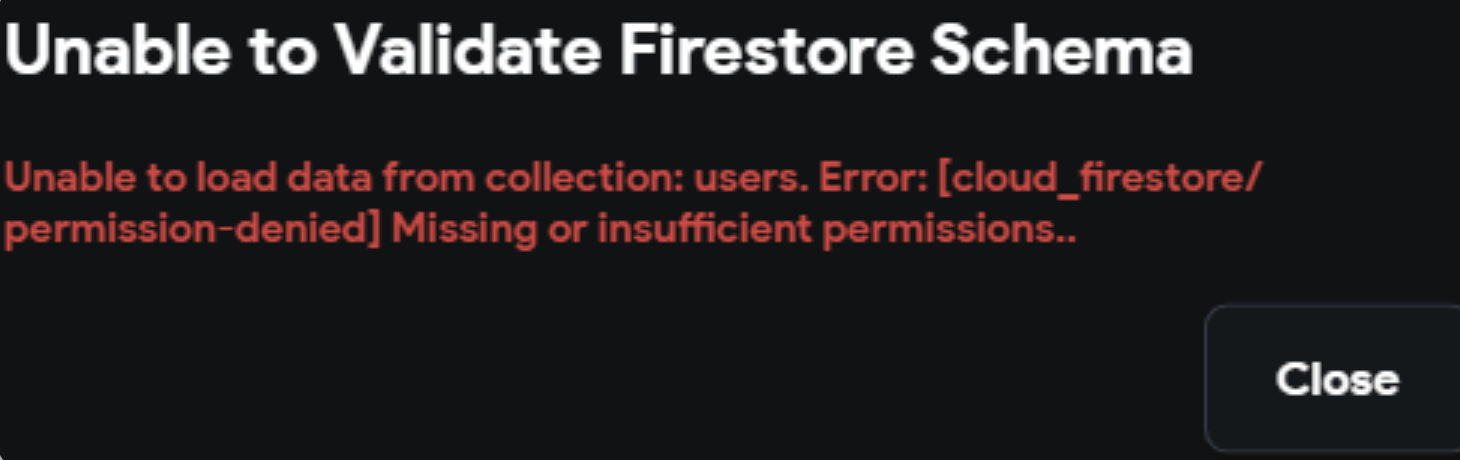 Unable to Validate Firestore Schema
Unable to load data from collection: users. Error: [cloud_firestore/
permission-denied] Missing or insufficient permissions..
Close